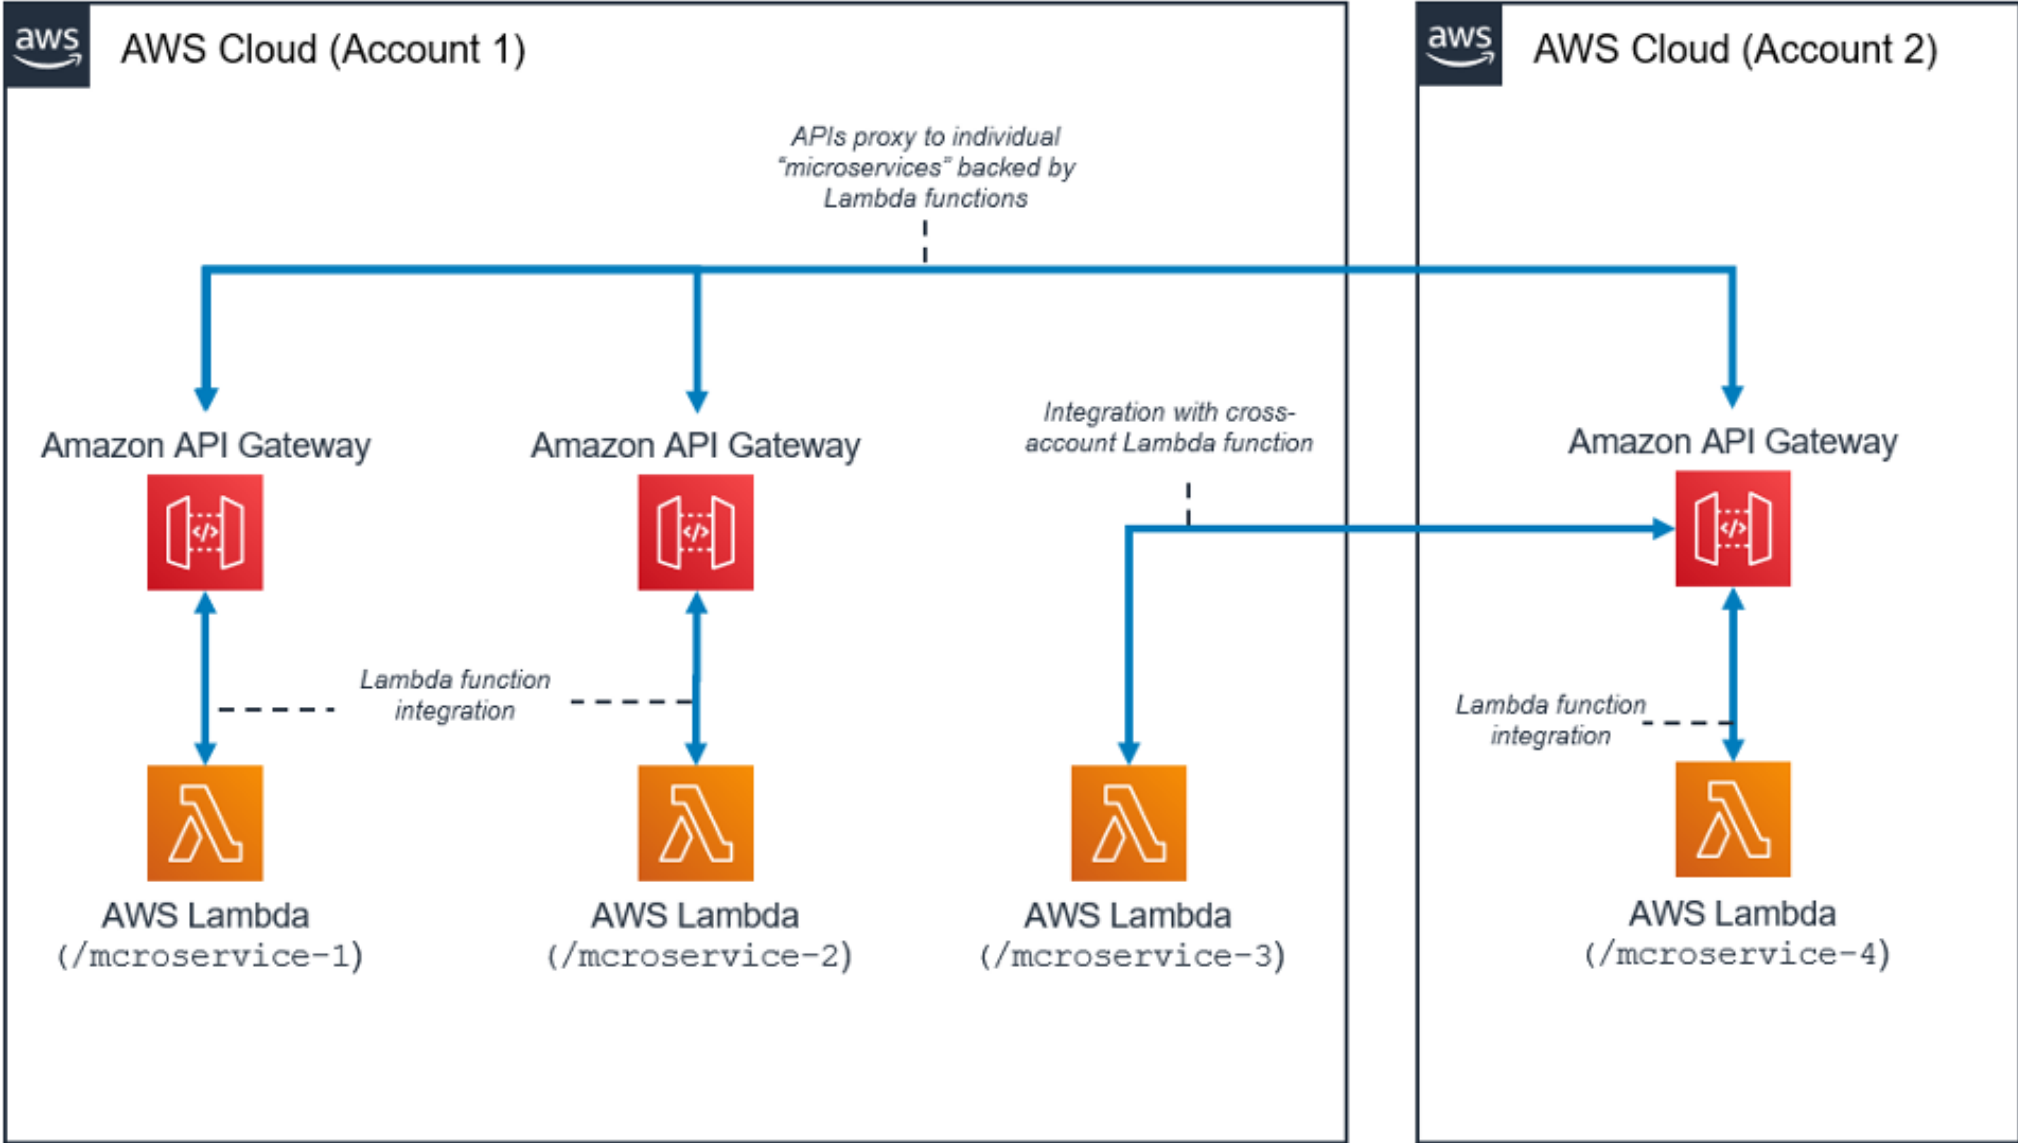 aws
AWS Cloud (Account 1)
aws
AWS Cloud (Account 2)
APIs proxy to individual
“microservices” backed by
Lambda functions
Amazon API Gateway
</>
Amazon API Gateway
</>
Integration with cross-
account Lambda function
Amazon API Gateway
</>
Lambda function
integration
Lambda function
integration
AWS Lambda
(/mcroservice-1)
AWS Lambda
(/mcroservice-2)
AWS Lambda
(/mcroservice-3)
AWS Lambda
(/mcroservice-4)